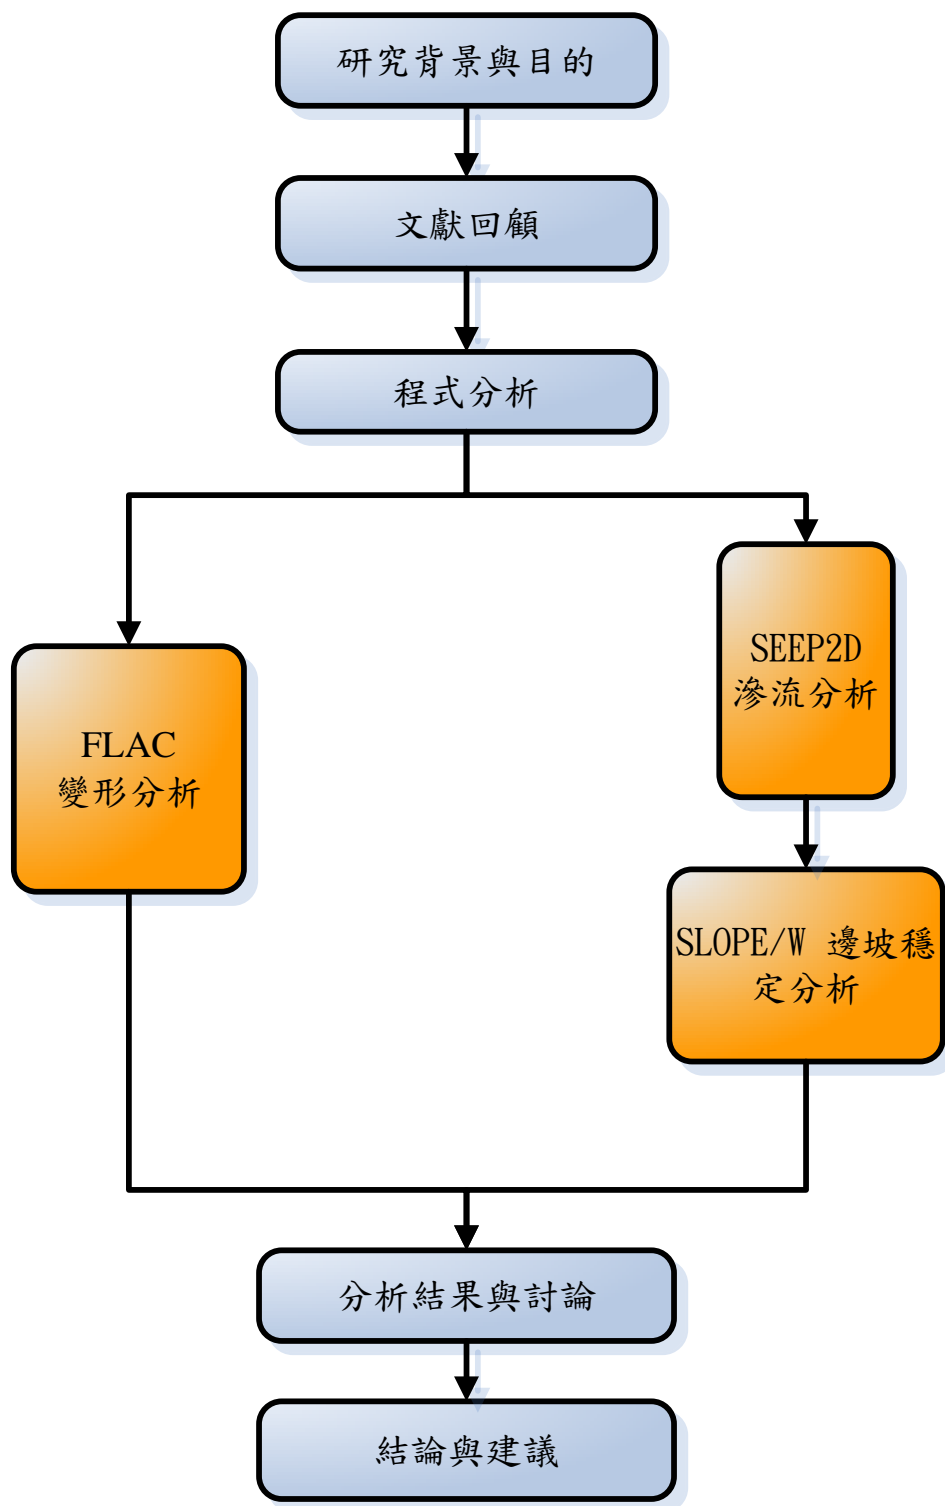 研究背景與目的
文獻回顧
程式分析
SEEP2D
滲流分析
FLAC
變形分析
SLOPE/W 邊坡穩
定分析
分析結果與討論
結論與建議